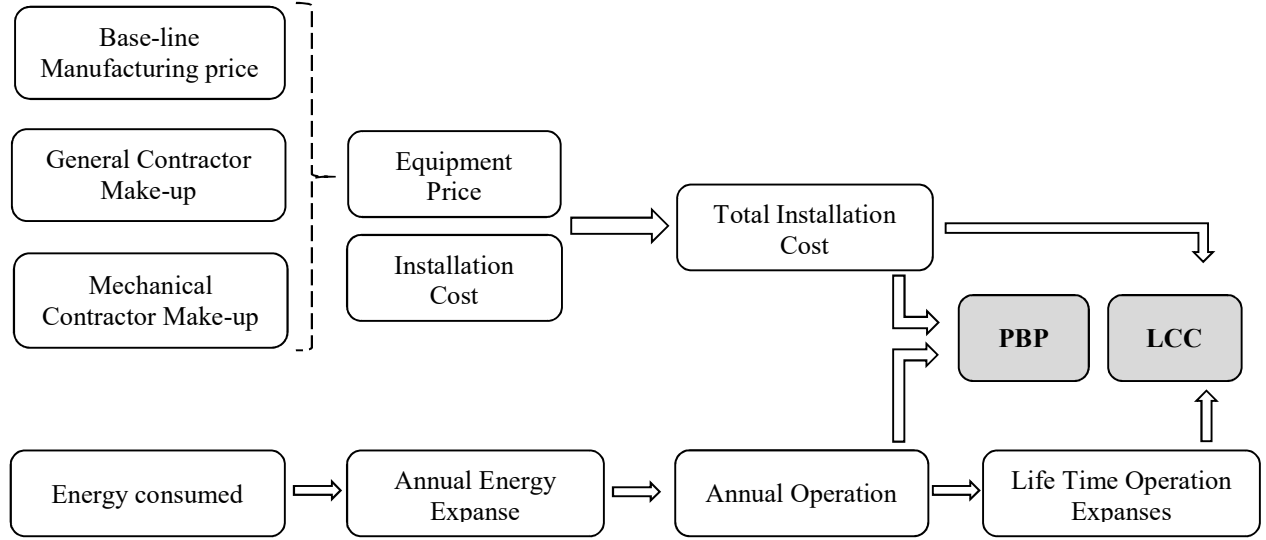 Base-line
Manufacturing price
General Contractor
Make-up
Mechanical
Contractor Make-up
Equipment
Price
Installation
Cost
Total Installation
Cost
PBP
LCC
Energy consumed
Annual Energy
Expanse
Annual Operation
Life Time Operation
Expanses